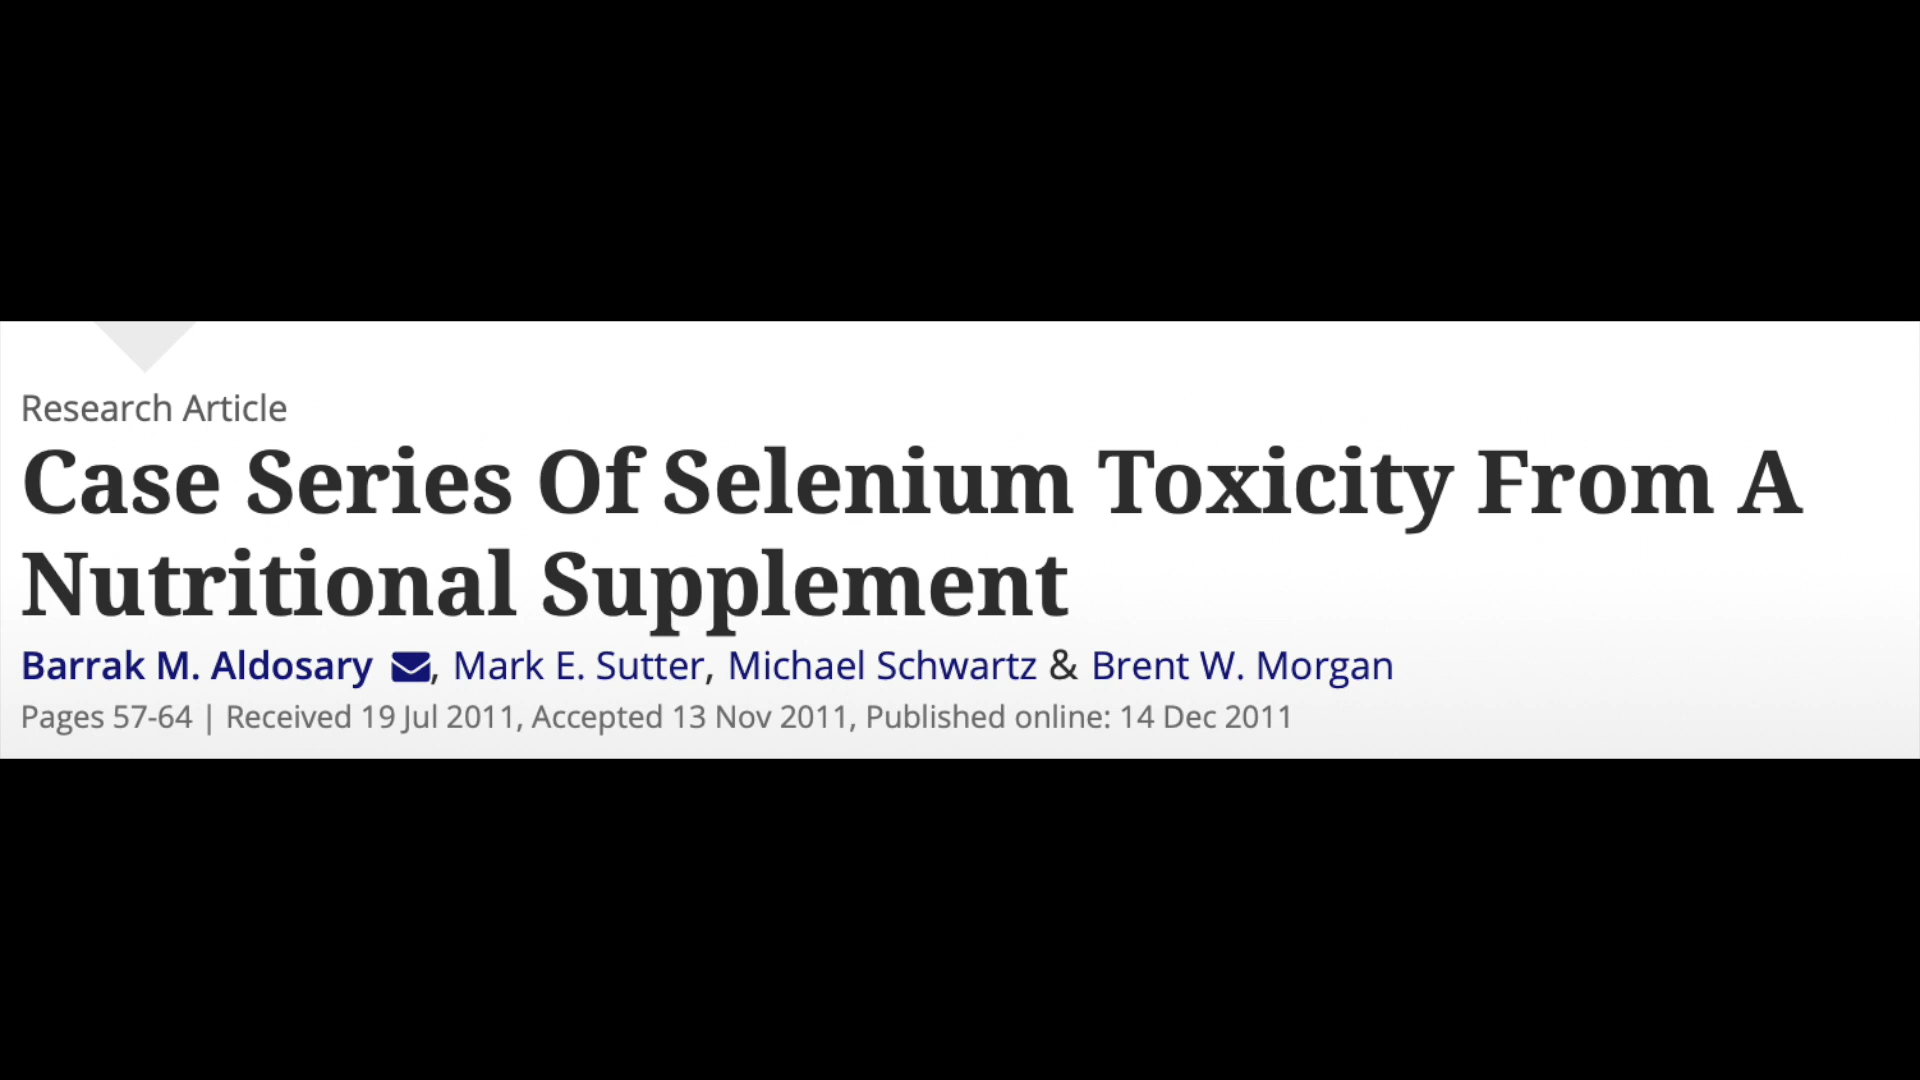 Research Article
Case Series Of Selenium Toxicity From A
Nutritional Supplement
Barrak M. Aldosary , Mark E. Sutter, Michael Schwartz & Brent W. Morgan
Pages 57-64 | Received 19 Jul 2011, Accepted 13 Nov 2011, Published online: 14 Dec 2011